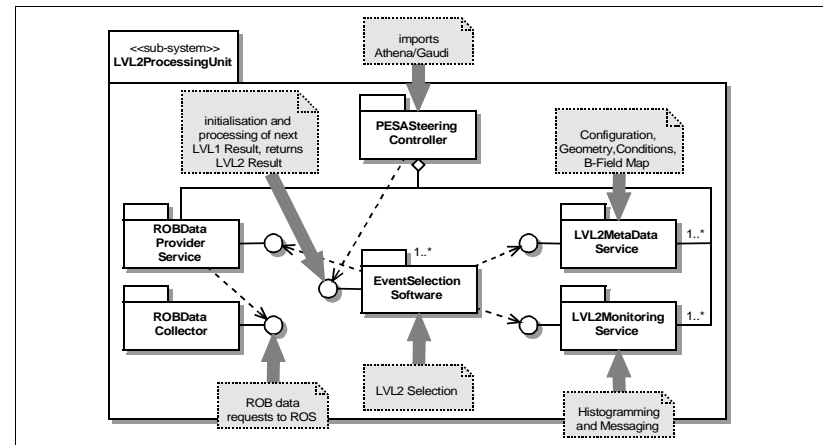 <<sub-system>>
LVL2ProcessingUnit
imports
Athena/Gaudi
initialisation and
processing of next
LVL1 Result, returns
LVL2 Result
PESASteering
Controller
Configuration,
Geometry,Conditions,
B-Field Map
ROBData
Provider
Service
1..*
EventSelection
Software
LVL2MetaData
Service
1..*
ROBData
Collector
LVL2Monitoring
Service
1..*
ROB data
requests to ROS
LVL2 Selection
Histogramming
and Messaging